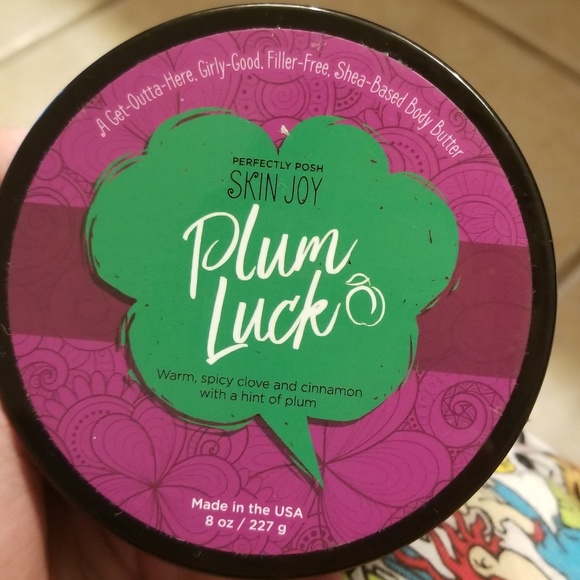 A Get-Outta-Here, Girly-Good, Filler-Free, Shea-Based Body Butter
PERFECTLY POSH
SKIN JOY
Plum
Luck
Warm, spicy clove and cinnamon
with a hint of plum
Made in the USA
8 oz / 227 g